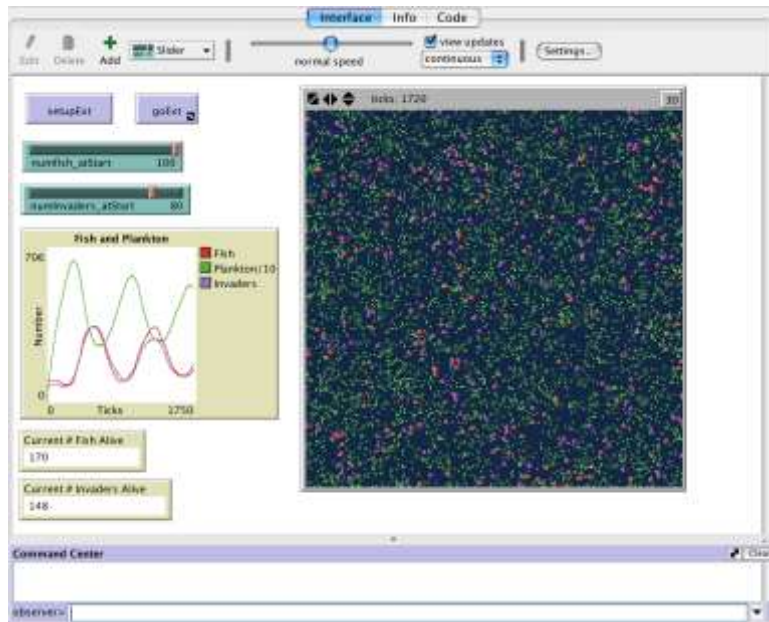 Interface Info Code
Edit Delete Add Slider normal speed view updates continuous Settings...
setupExt goExt
ticks: 1720 3D
numfish_atStart 100
numInvaders_atStart 80
Fish and Plankton
Fish
Plankton/10
Invaders
Number
0
0 Ticks 1750
Current # Fish Alive
170
Current # Invaders Alive
148
Command Center
observer>